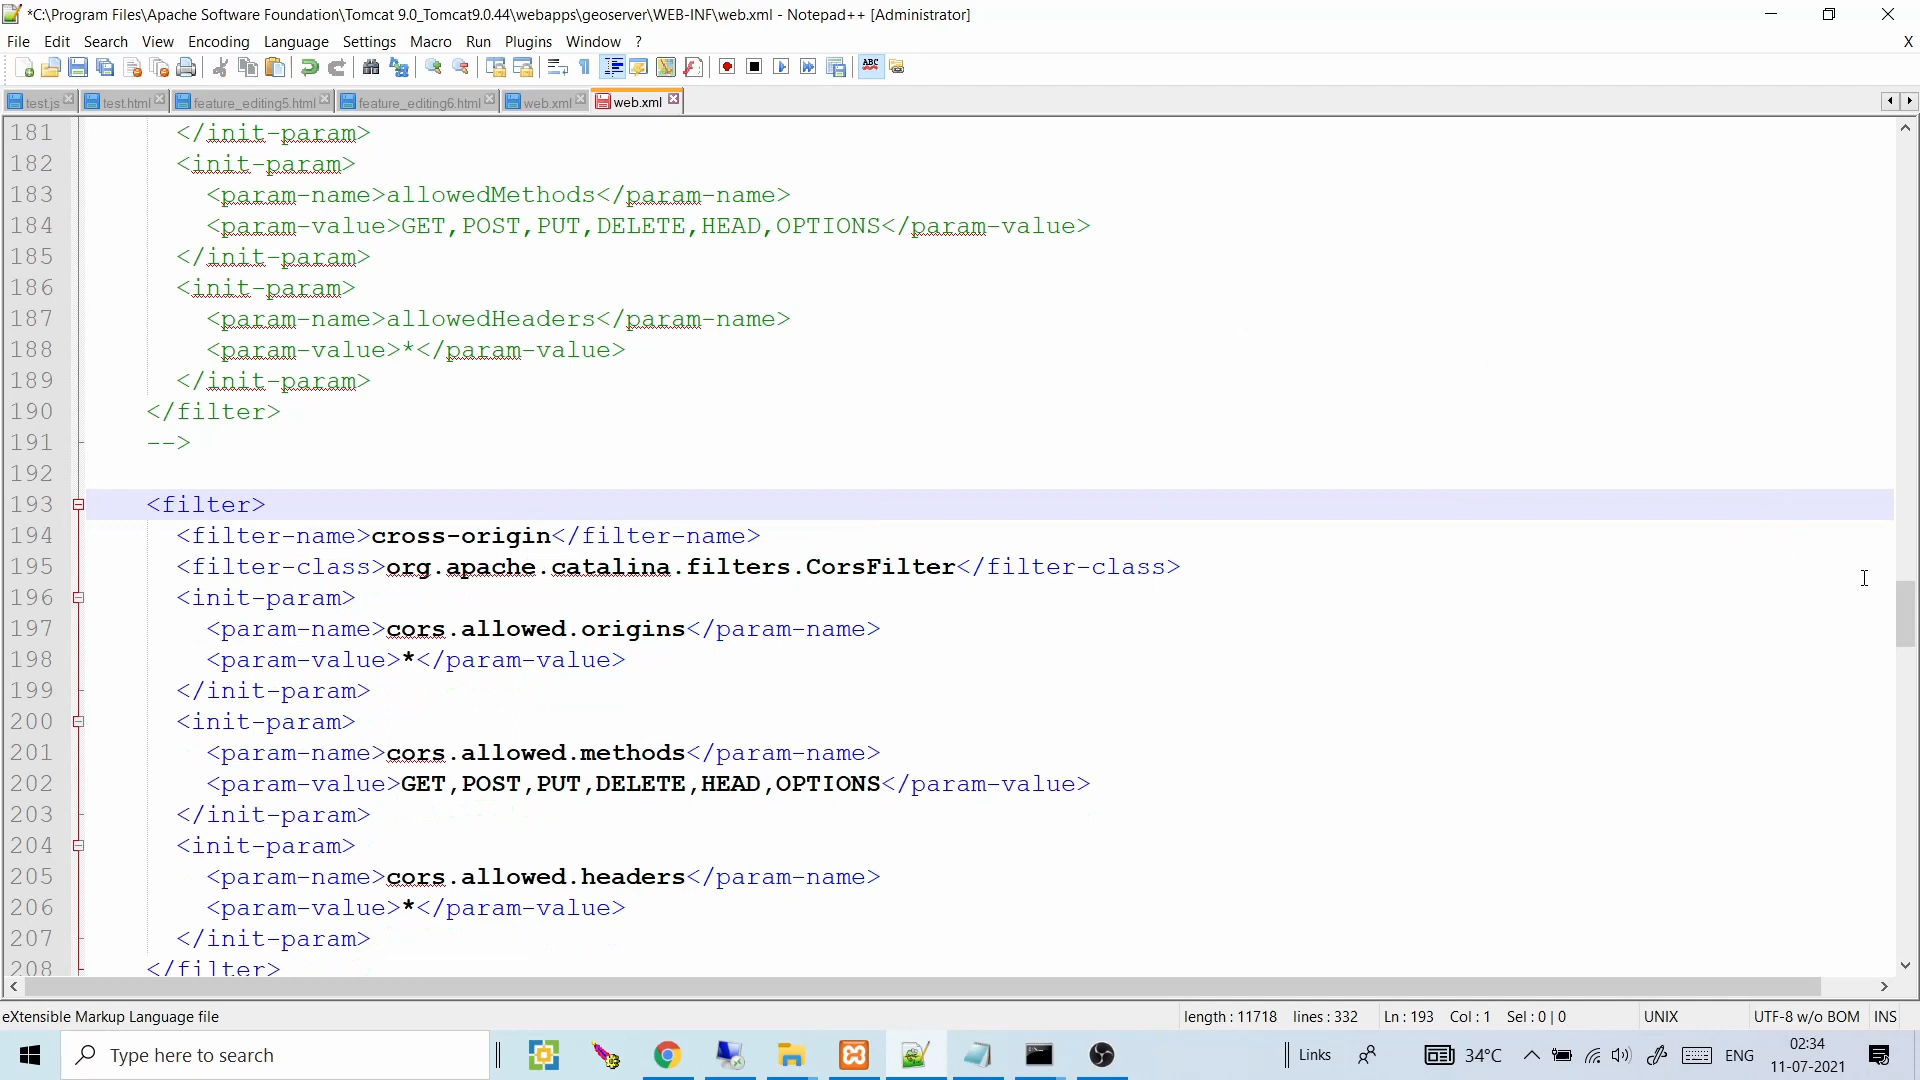 *C:\Program Files\Apache Software Foundation\Tomcat 9.0_Tomcat9.0.44\webapps\geoserver\WEB-INF\web.xml - Notepad++ [Administrator]
File Edit Search View Encoding Language Settings Macro Run Plugins Window ? X
test.js test.html feature_editing5.html feature_editing6.html web.xml web.xml
181 </init-param>
182 <init-param>
183 <param-name>allowedMethods</param-name>
184 <param-value>GET,POST,PUT,DELETE,HEAD,OPTIONS</param-value>
185 </init-param>
186 <init-param>
187 <param-name>allowedHeaders</param-name>
188 <param-value>*</param-value>
189 </init-param>
190 </filter>
191 -->
192
193 <filter>
194 <filter-name>cross-origin</filter-name>
195 <filter-class>org.apache.catalina.filters.CorsFilter</filter-class>
196 <init-param>
197 <param-name>cors.allowed.origins</param-name>
198 <param-value>*</param-value>
199 </init-param>
200 <init-param>
201 <param-name>cors.allowed.methods</param-name>
202 <param-value>GET,POST,PUT,DELETE,HEAD,OPTIONS</param-value>
203 </init-param>
204 <init-param>
205 <param-name>cors.allowed.headers</param-name>
206 <param-value>*</param-value>
207 </init-param>
208 </filter>
eXtensible Markup Language file length : 11718 lines : 332 Ln : 193 Col : 1 Sel : 0 | 0 UNIX UTF-8 w/o BOM INS
Type here to search Links 34°C ENG 02:34
11-07-2021